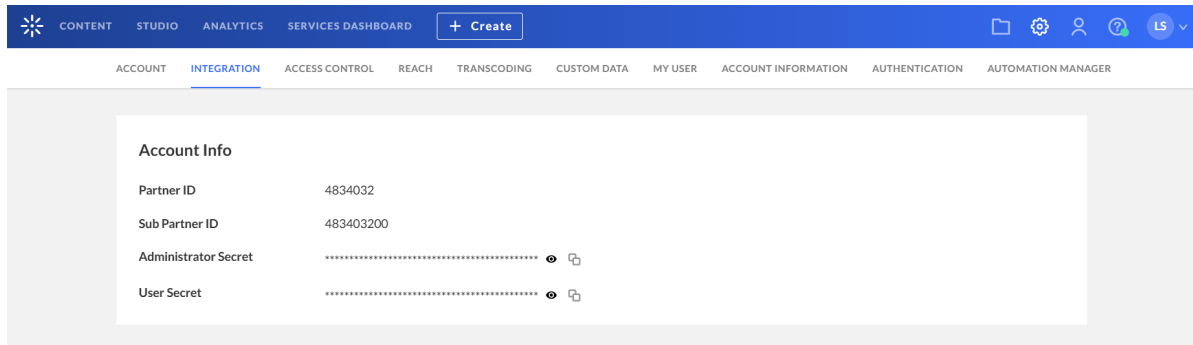 CONTENT STUDIO ANALYTICS SERVICES DASHBOARD + Create LS
ACCOUNT INTEGRATION ACCESS CONTROL REACH TRANSCODING CUSTOM DATA MY USER ACCOUNT INFORMATION AUTHENTICATION AUTOMATION MANAGER
Account Info
Partner ID 4834032
Sub Partner ID 483403200
Administrator Secret ********************************************
User Secret ********************************************